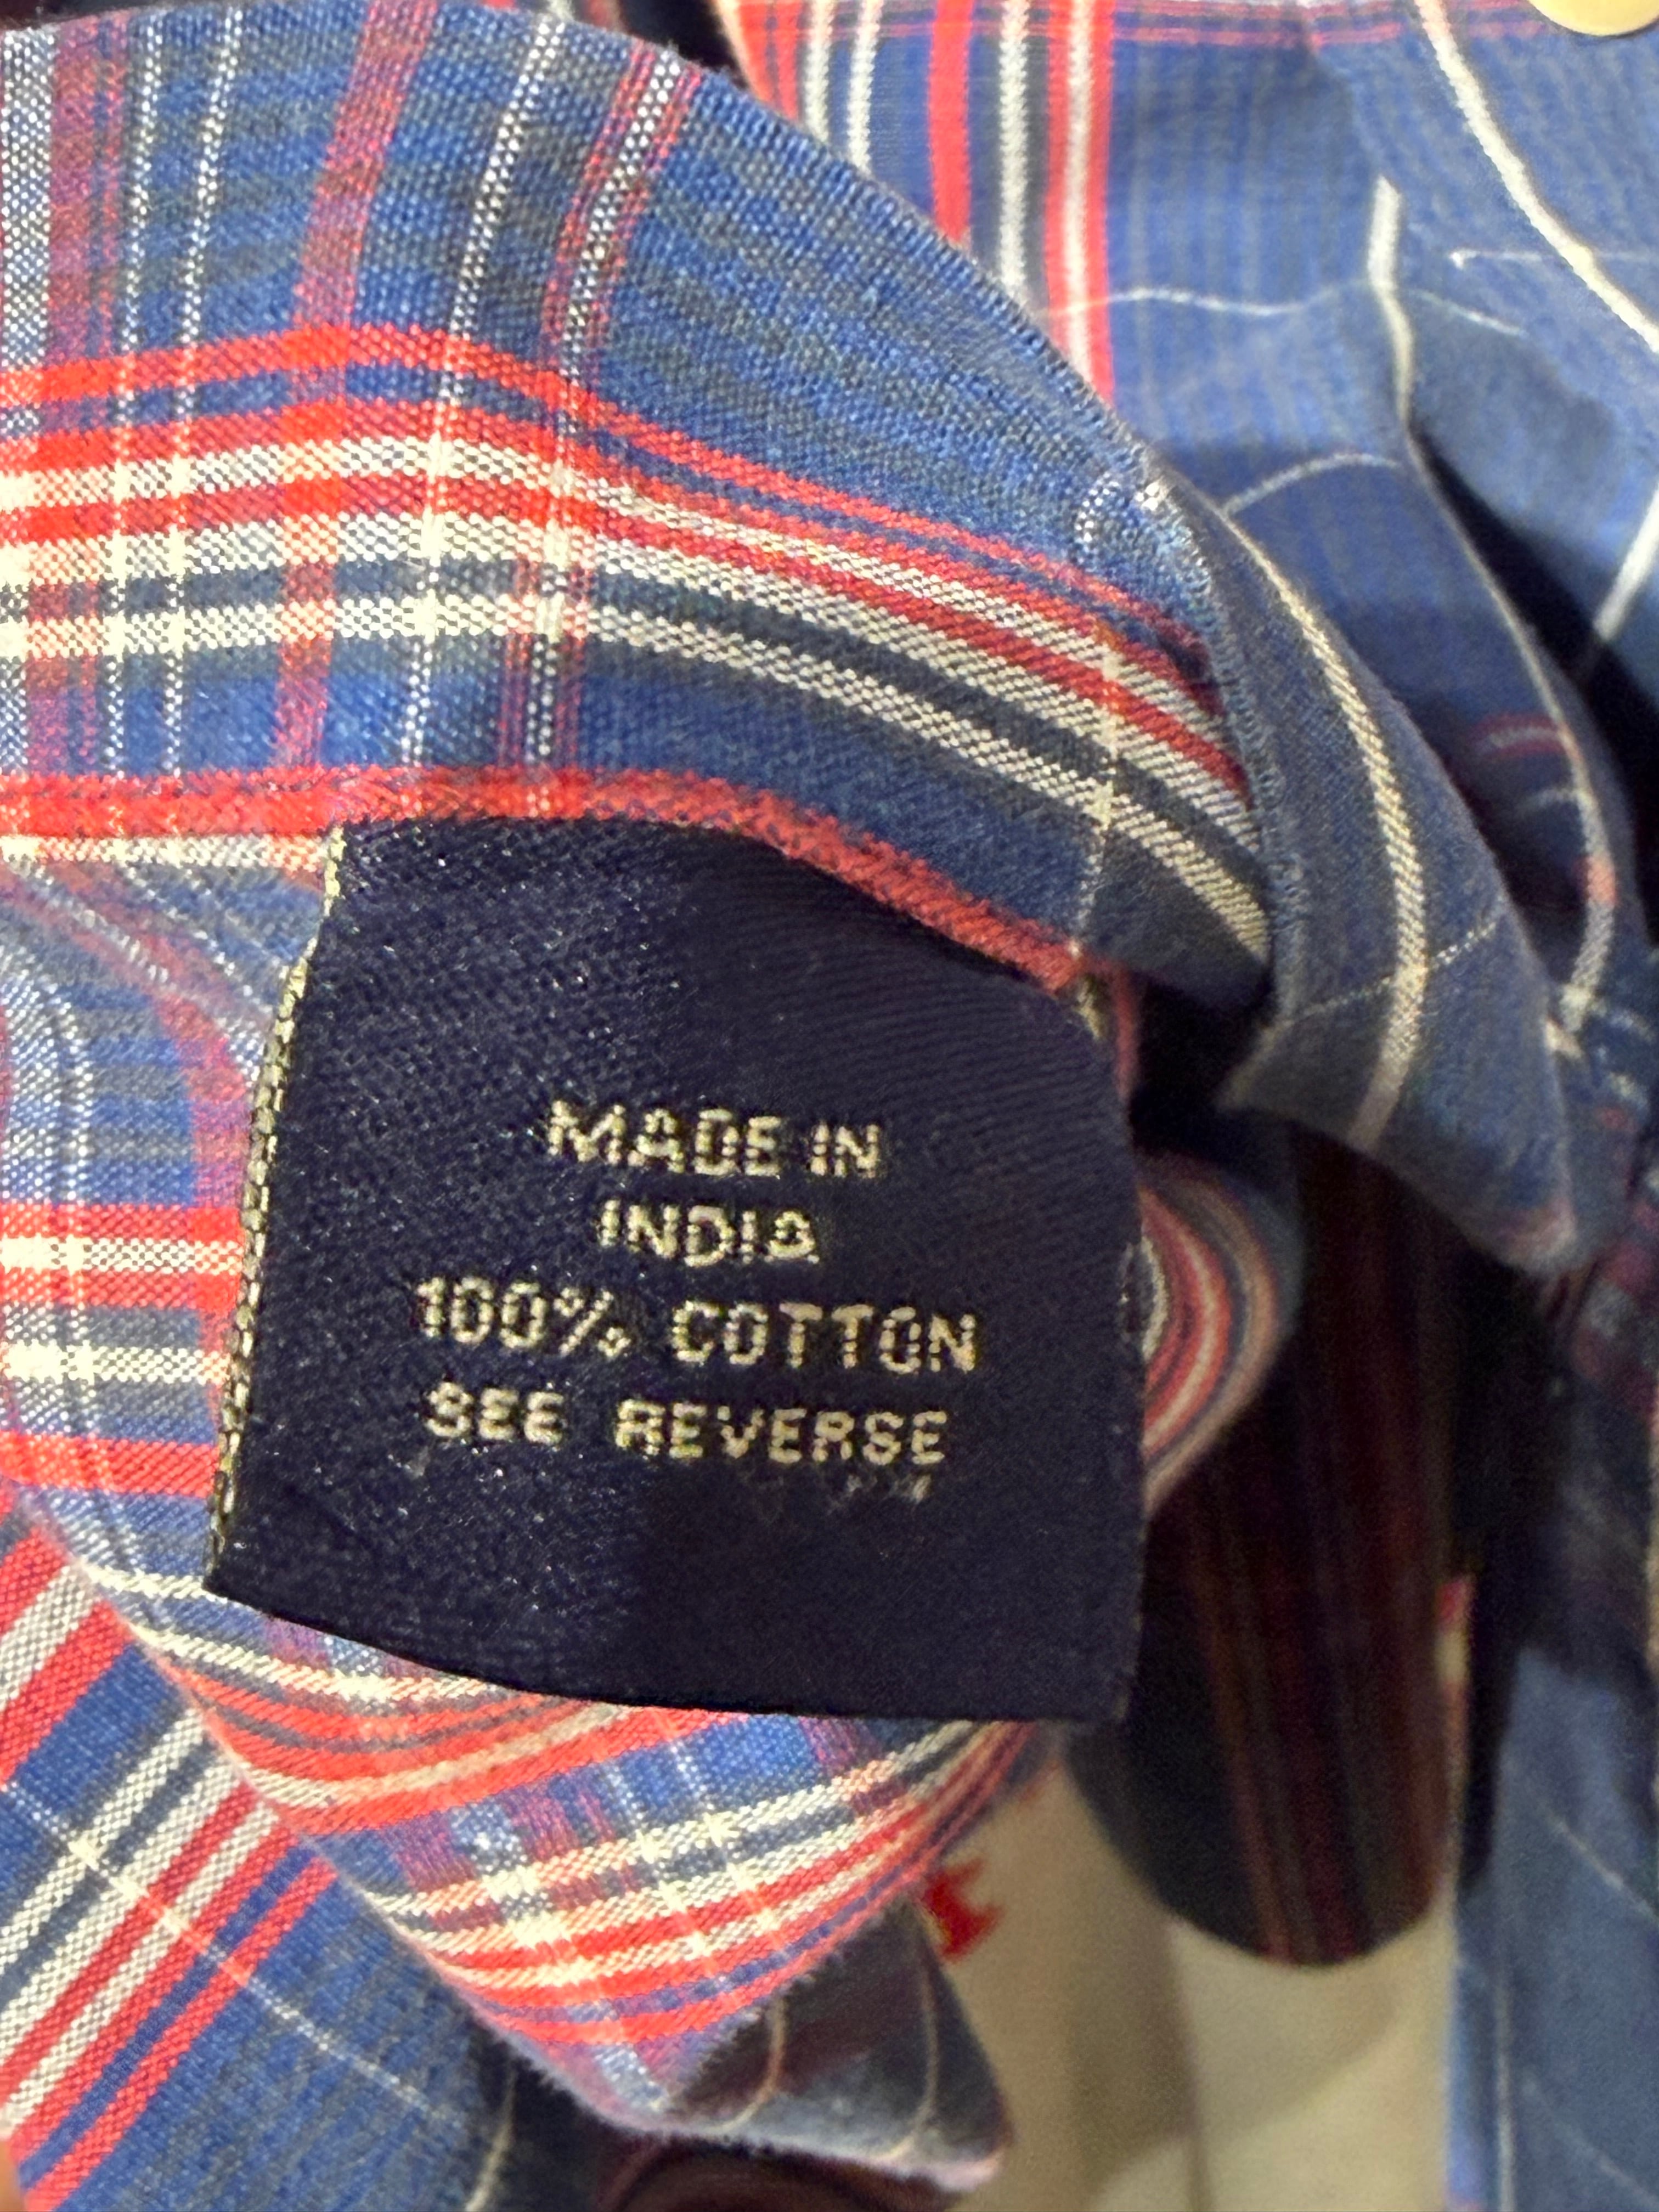 MADE IN
INDIA
100% COTTON
SEE REVERSE